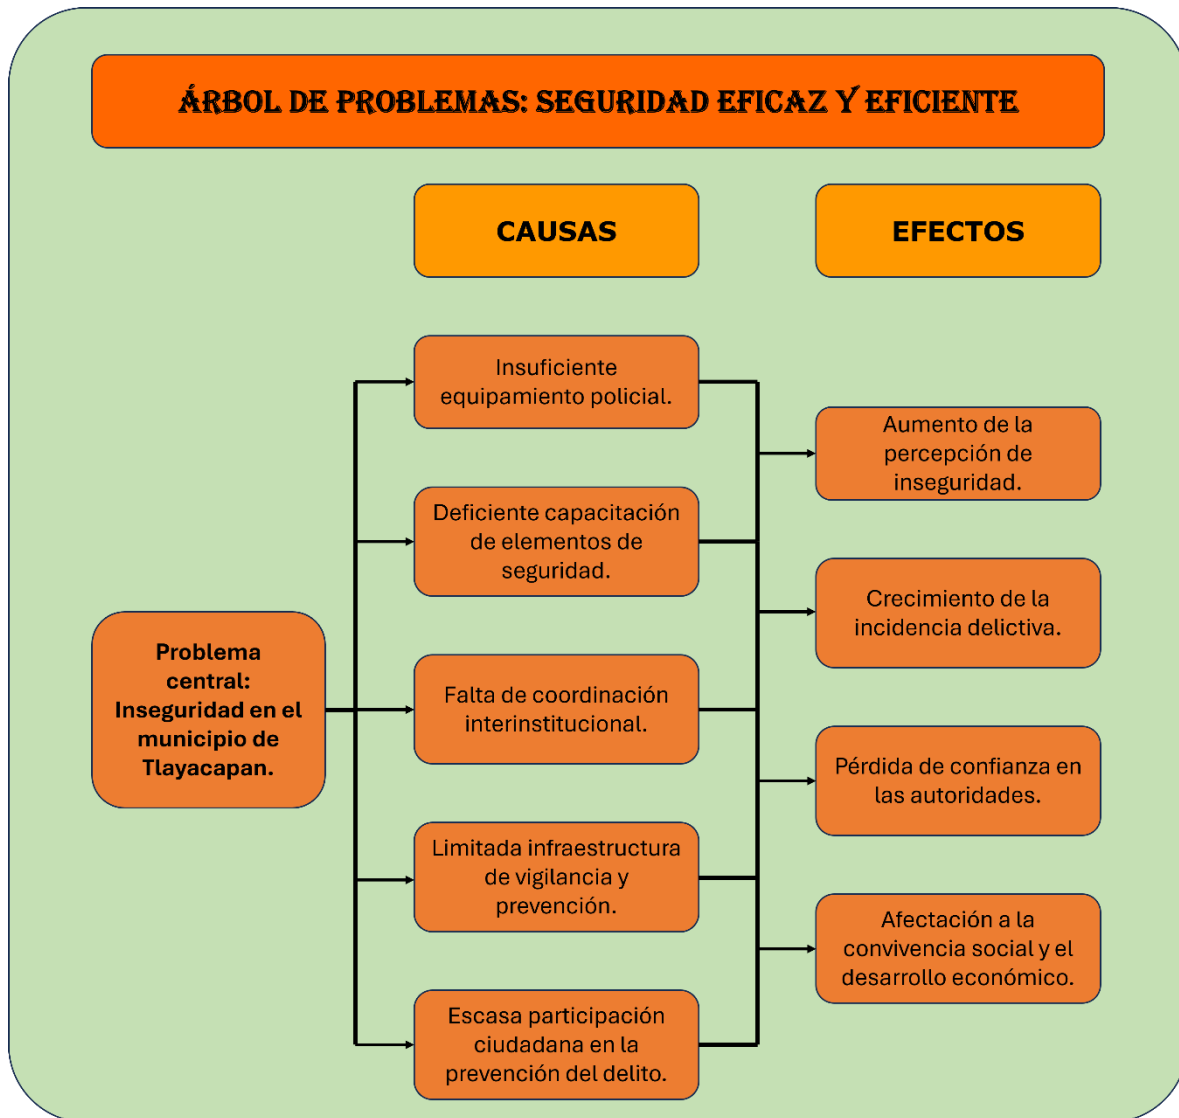 ÁRBOL DE PROBLEMAS: SEGURIDAD EFICAZ Y EFICIENTE
CAUSAS
EFECTOS
Problema
central:
Inseguridad en el
municipio de
Tlayacapan.
Insuficiente
equipamiento policial.
Deficiente capacitación
de elementos de
seguridad.
Falta de coordinación
interinstitucional.
Limitada infraestructura
de vigilancia y
prevención.
Escasa participación
ciudadana en la
prevención del delito.
Aumento de la
percepción de
inseguridad.
Crecimiento de la
incidencia delictiva.
Pérdida de confianza en
las autoridades.
Afectación a la
convivencia social y el
desarrollo económico.